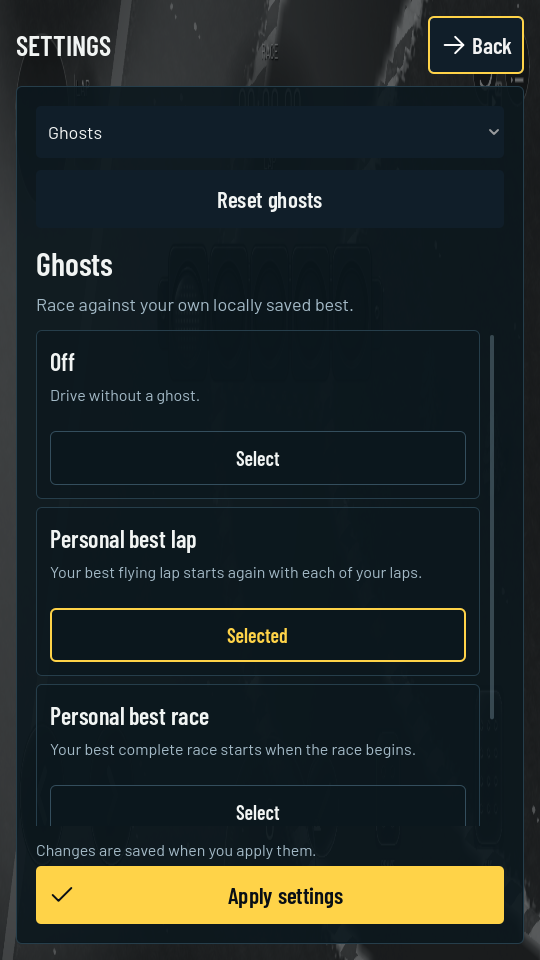 SETTINGS
Back
Ghosts
Reset ghosts
Ghosts
Race against your own locally saved best.
Off
Drive without a ghost.
Select
Personal best lap
Your best flying lap starts again with each of your laps.
Selected
Personal best race
Your best complete race starts when the race begins.
Select
Changes are saved when you apply them.
Apply settings